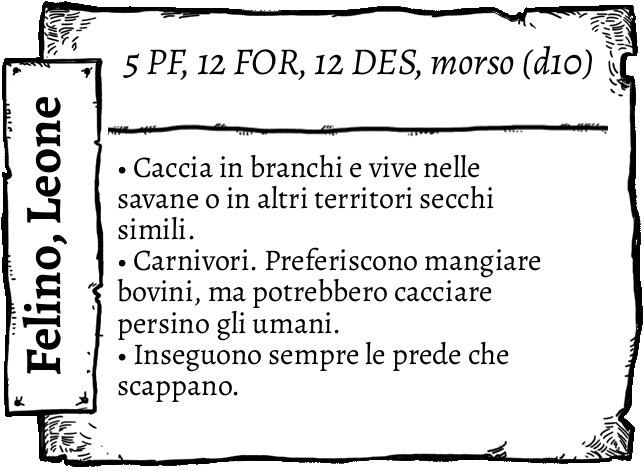 Felino, Leone
5 PF, 12 FOR, 12 DES, morso (d10)
• Caccia in branchi e vive nelle
savane o in altri territori secchi
simili.
• Carnivori. Preferiscono mangiare
bovini, ma potrebbero cacciare
persino gli umani.
• Inseguono sempre le prede che
scappano.